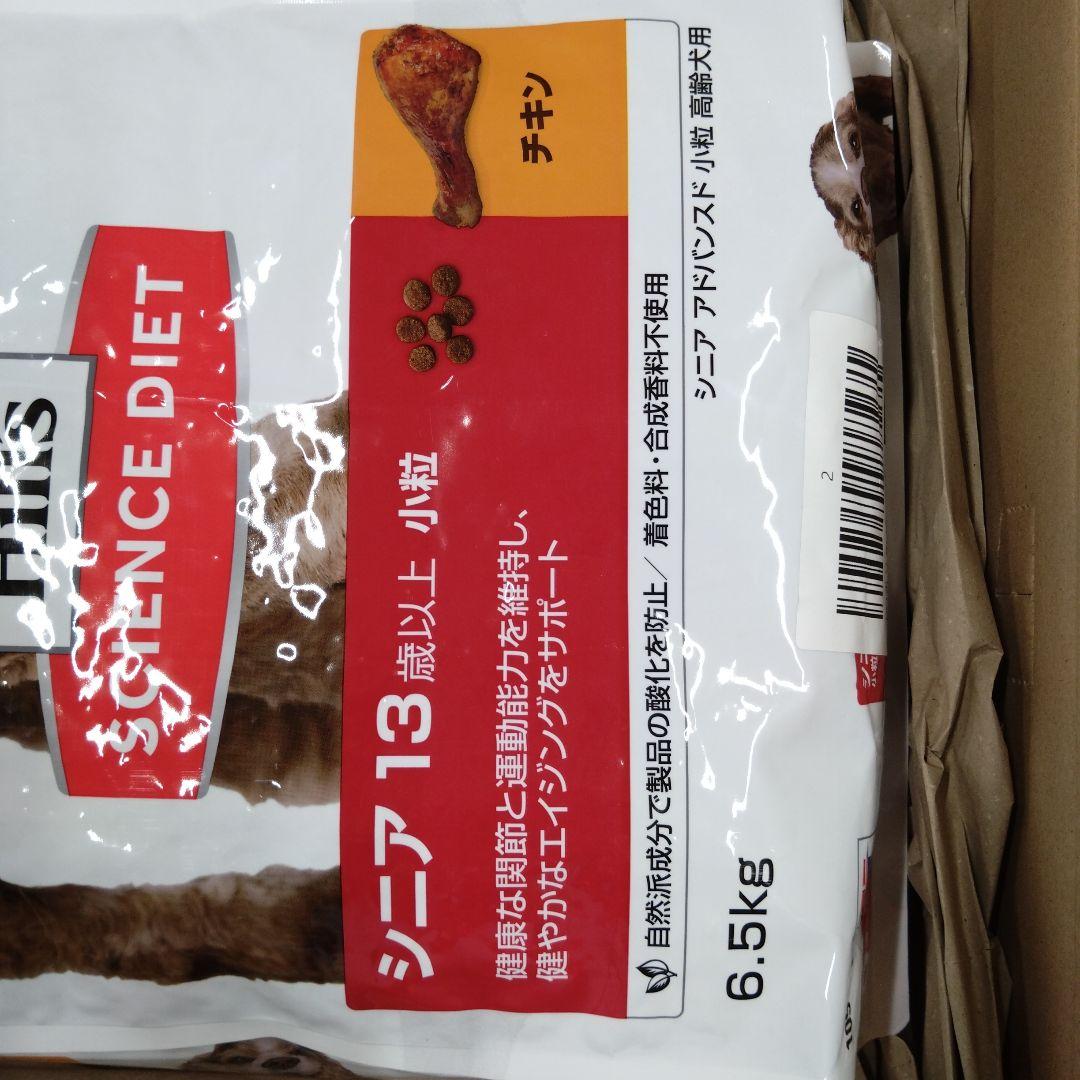 Hill's
SCIENCE DIET
チキン
シニア 13 歳以上 小粒
健康な関節と運動能力を維持し、
健やかなエイジングをサポート
自然派成分で製品の酸化を防止／ 着色料・合成香料不使用
シニア アドバンスド 小粒 高齢犬用
6.5kg
2
シニ
小粒